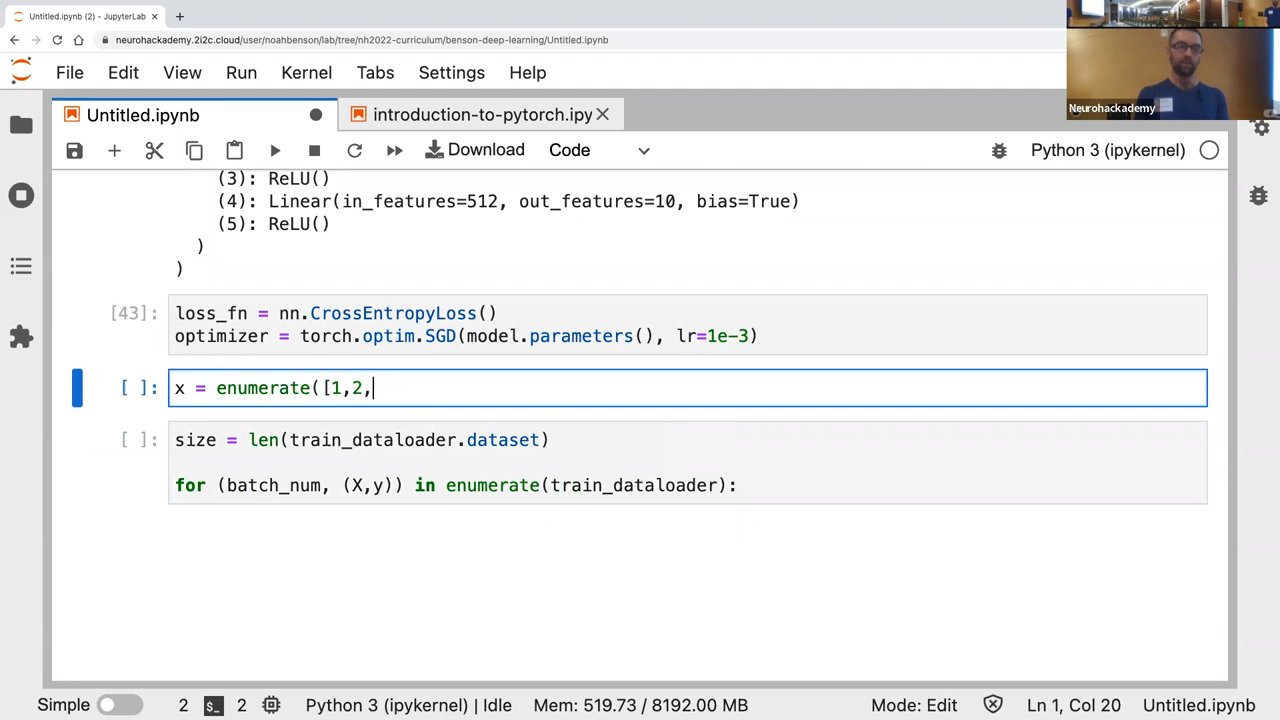 Untitled.ipynb (2) - JupyterLab
neurohackademy.2i2c.cloud/user/noahbenson/lab/tree/nh2022-curriculum/benson-deep-learning/Untitled.ipynb
File Edit View Run Kernel Tabs Settings Help
Neurohackademy
Untitled.ipynb
introduction-to-pytorch.ipy
Download Code Python 3 (ipykernel)
(3): ReLU()
(4): Linear(in_features=512, out_features=10, bias=True)
(5): ReLU()
)
)
[43]: loss_fn = nn.CrossEntropyLoss()
optimizer = torch.optim.SGD(model.parameters(), lr=1e-3)
[ ]: x = enumerate([1,2,
[ ]: size = len(train_dataloader.dataset)
for (batch_num, (X,y)) in enumerate(train_dataloader):
Simple 2 $_ 2 Python 3 (ipykernel) | Idle Mem: 519.73 / 8192.00 MB Mode: Edit Ln 1, Col 20 Untitled.ipynb